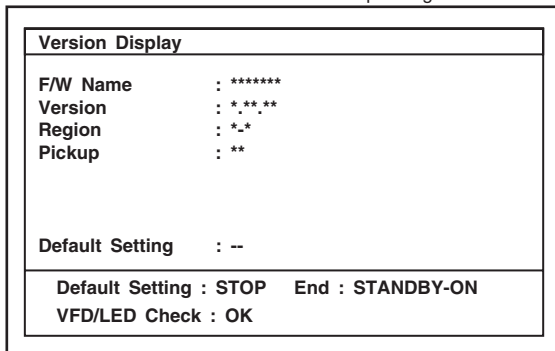 Version Display
F/W Name : *******
Version : *.**.**
Region : *-*
Pickup : **
Default Setting : --
Default Setting : STOP End : STANDBY-ON
VFD/LED Check : OK